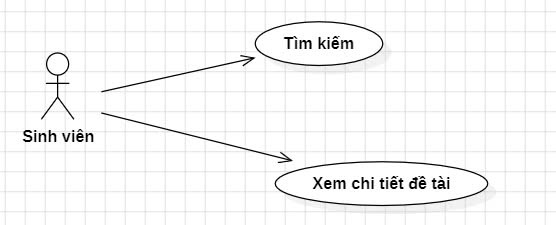 Tìm kiếm
Sinh viên
Xem chi tiết đề tài